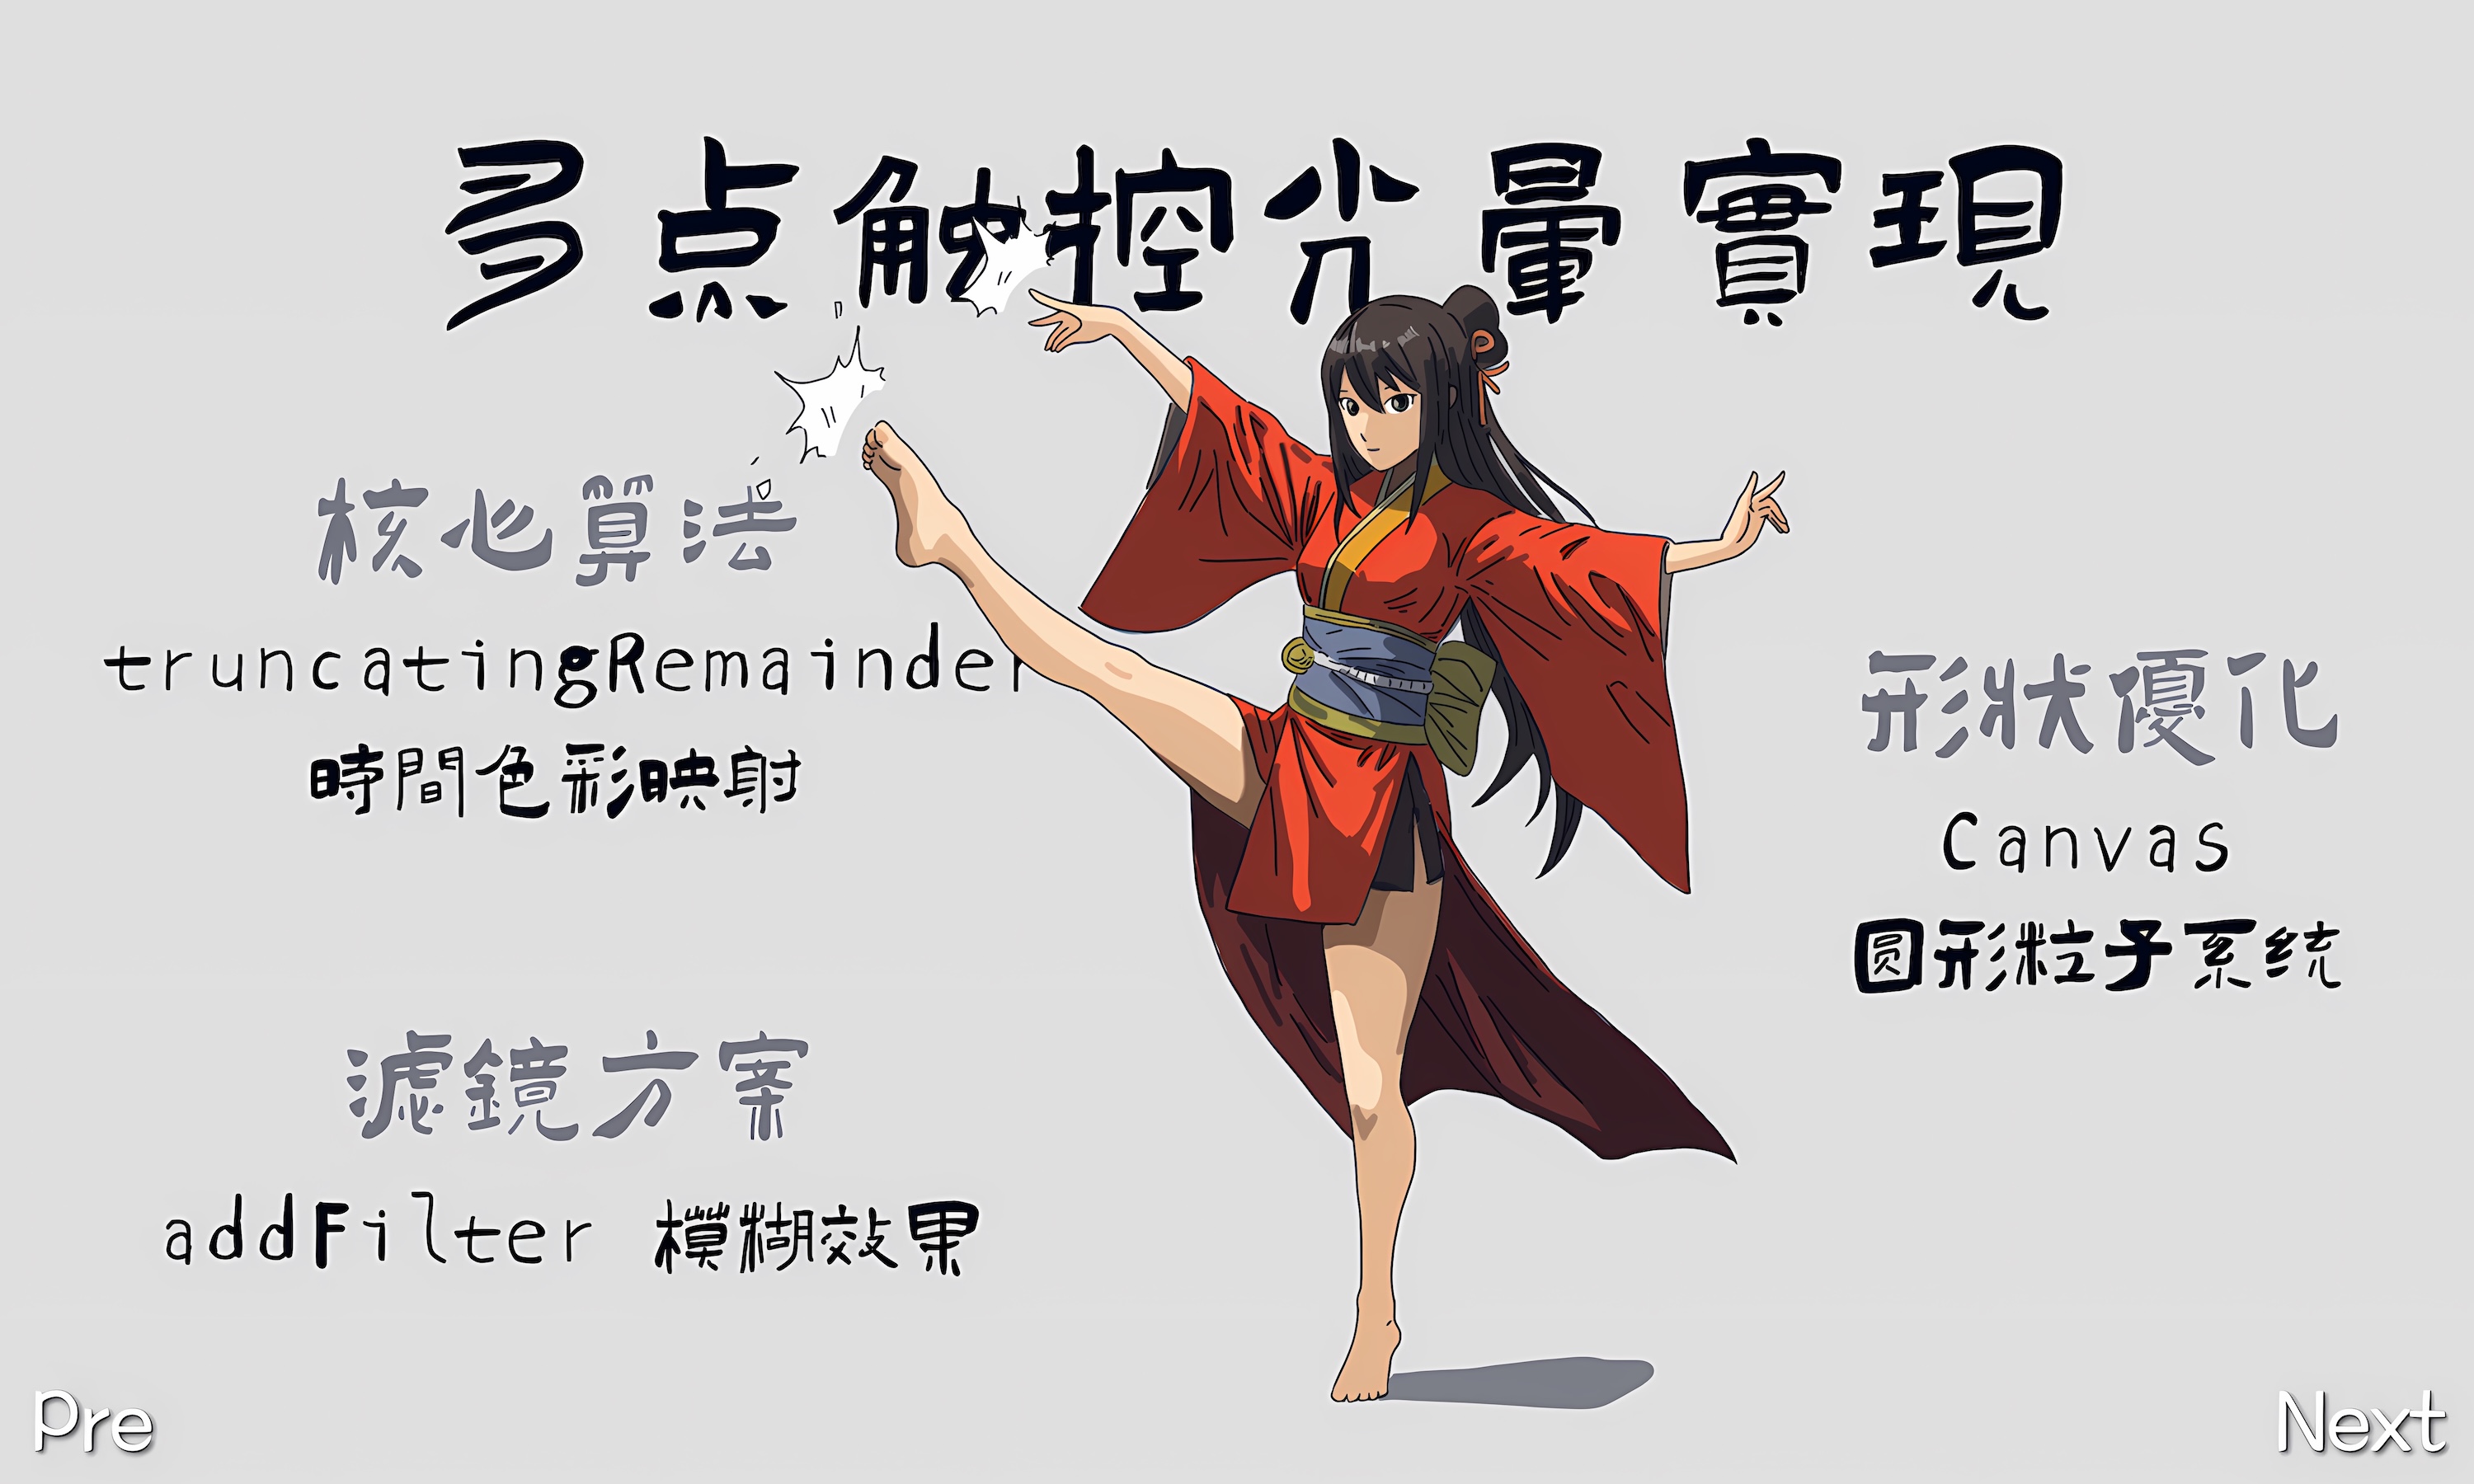 多点触控光暈實現
核心算法
truncatingRemainder
時間色彩映射
濾鏡方案
addFilter 模糊效果
形狀優化
Canvas
圆形粒子系统
Pre
Next